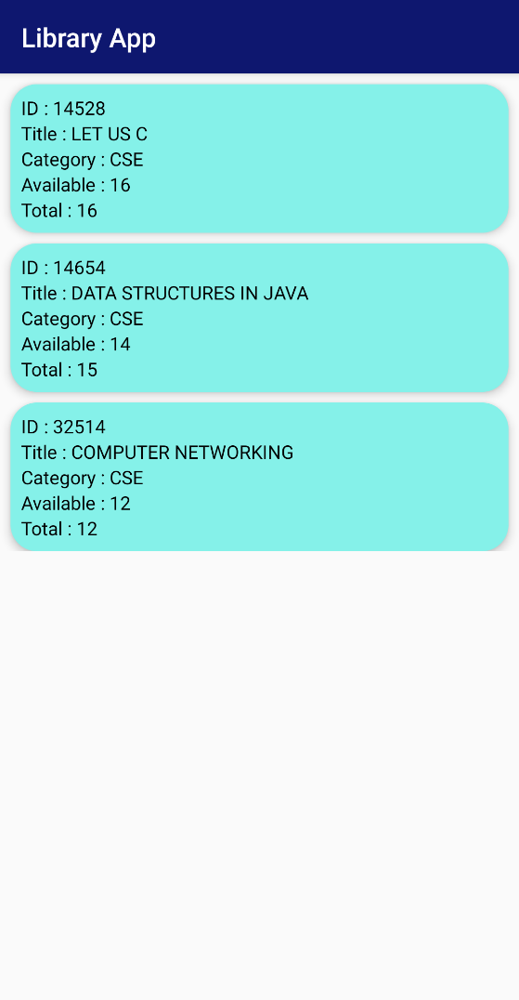 Library App
ID : 14528
Title : LET US C
Category : CSE
Available : 16
Total : 16
ID : 14654
Title : DATA STRUCTURES IN JAVA
Category : CSE
Available : 14
Total : 15
ID : 32514
Title : COMPUTER NETWORKING
Category : CSE
Available : 12
Total : 12